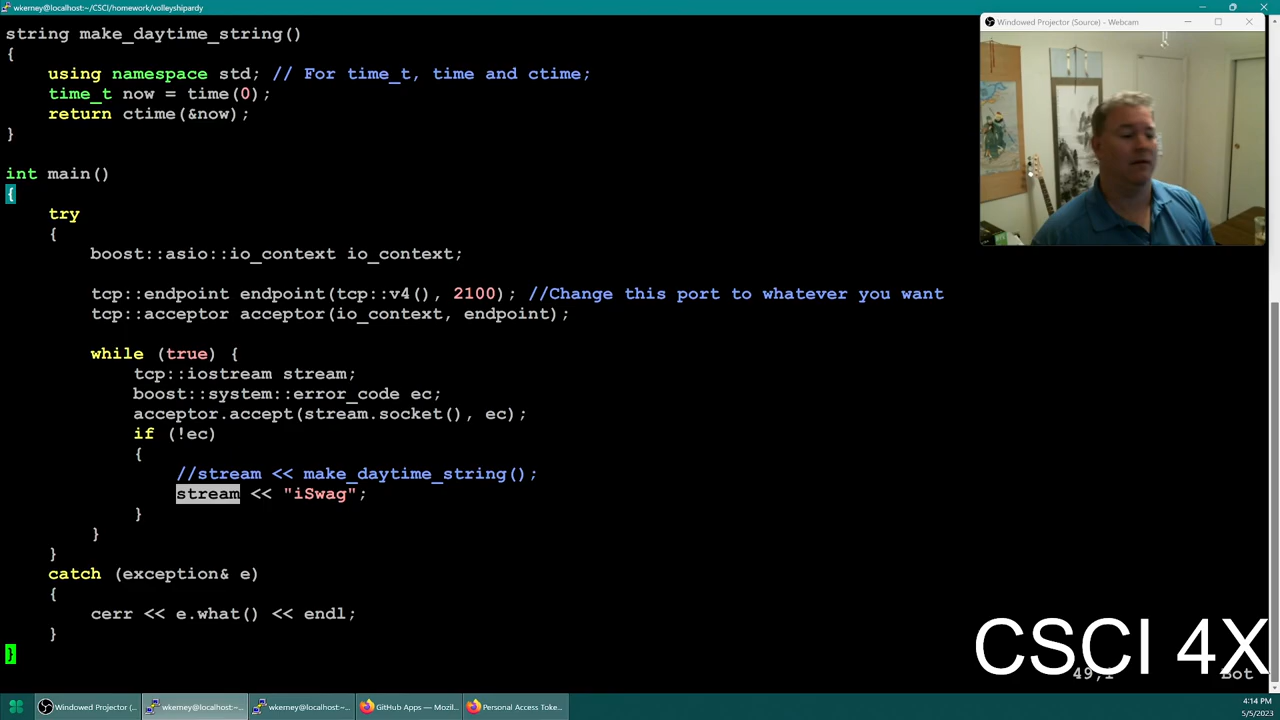 wkerney@localhost:~/CSCI/homework/volleyshipardy
string make_daytime_string()
{
using namespace std; // For time_t, time and ctime;
time_t now = time(0);
return ctime(&now);
}
int main()
{
try
{
boost::asio::io_context io_context;
tcp::endpoint endpoint(tcp::v4(), 2100); //Change this port to whatever you want
tcp::acceptor acceptor(io_context, endpoint);
while (true) {
tcp::iostream stream;
boost::system::error_code ec;
acceptor.accept(stream.socket(), ec);
if (!ec)
{
//stream << make_daytime_string();
stream << "iSwag";
}
}
}
catch (exception& e)
{
cerr << e.what() << endl;
}
}
Windowed Projector (Source) - Webcam
CSCI 4X
49,1 Bot
Windowed Projector (... wkerney@localhost:~/... wkerney@localhost:~/... GitHub Apps — Mozil... Personal Access Toke...
4:14 PM
5/5/2023